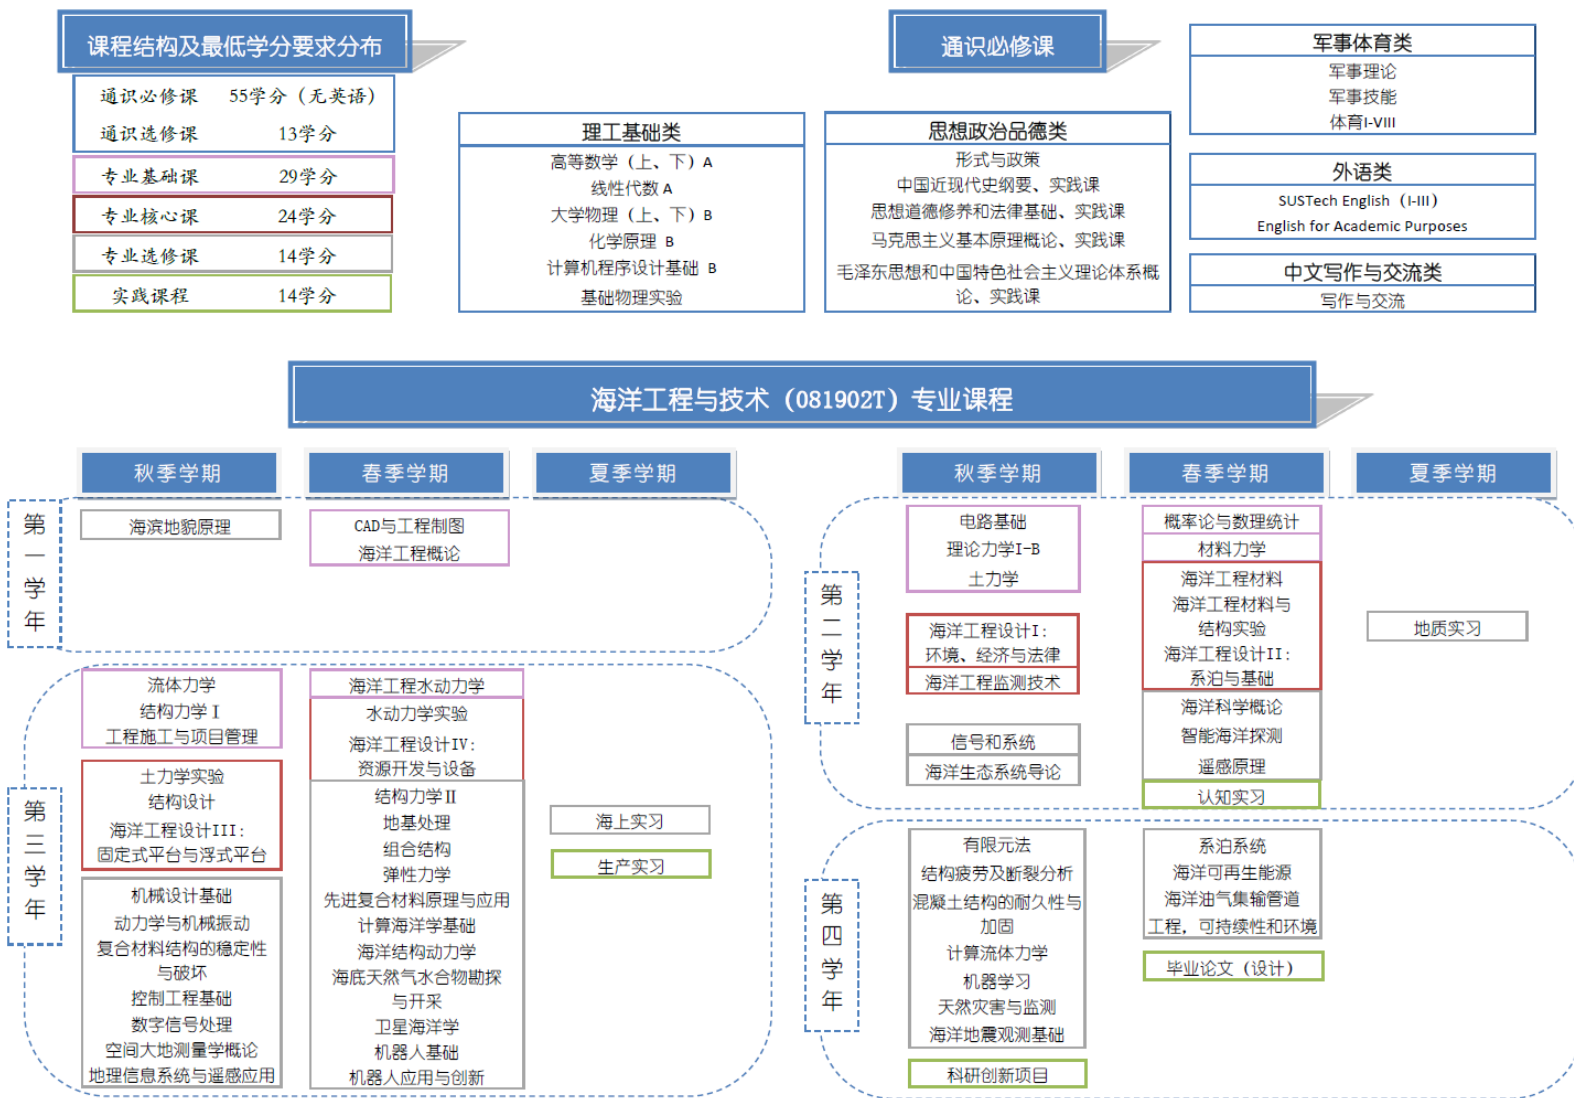 课程结构及最低学分要求分布
通识必修课 55学分（无英语）
通识选修课 13学分
专业基础课 29学分
专业核心课 24学分
专业选修课 14学分
实践课程 14学分
通识必修课
理工基础类
高等数学（上、下）A
线性代数 A
大学物理（上、下）B
化学原理 B
计算机程序设计基础 B
基础物理实验
思想政治品德类
形式与政策
中国近现代史纲要、实践课
思想道德修养和法律基础、实践课
马克思主义基本原理概论、实践课
毛泽东思想和中国特色社会主义理论体系概
论、实践课
军事体育类
军事理论
军事技能
体育I-VIII
外语类
SUSTech English（I-III）
English for Academic Purposes
中文写作与交流类
写作与交流
海洋工程与技术（081902T）专业课程
秋季学期
春季学期
夏季学期
第一学年
海滨地貌原理
CAD与工程制图
海洋工程概论
第三学年
流体力学
结构力学Ⅰ
工程施工与项目管理
土力学实验
结构设计
海洋工程设计III：
固定式平台与浮式平台
机械设计基础
动力学与机械振动
复合材料结构的稳定性
与破坏
控制工程基础
数字信号处理
空间大地测量学概论
地理信息系统与遥感应用
海洋工程水动力学
水动力学实验
海洋工程设计IV：
资源开发与设备
结构力学Ⅱ
地基处理
组合结构
弹性力学
先进复合材料原理与应用
计算海洋学基础
海洋结构动力学
海底天然气水合物勘探
与开采
卫星海洋学
机器人基础
机器人应用与创新
海上实习
生产实习
秋季学期
春季学期
夏季学期
第二学年
电路基础
理论力学I-B
土力学
海洋工程设计I：
环境、经济与法律
海洋工程监测技术
信号和系统
海洋生态系统导论
概率论与数理统计
材料力学
海洋工程材料
海洋工程材料与
结构实验
海洋工程设计II：
系泊与基础
海洋科学概论
智能海洋探测
遥感原理
认知实习
地质实习
第四学年
有限元法
结构疲劳及断裂分析
混凝土结构的耐久性与
加固
计算流体力学
机器学习
天然灾害与监测
海洋地震观测基础
科研创新项目
系泊系统
海洋可再生能源
海洋油气集输管道
工程，可持续性和环境
毕业论文（设计）